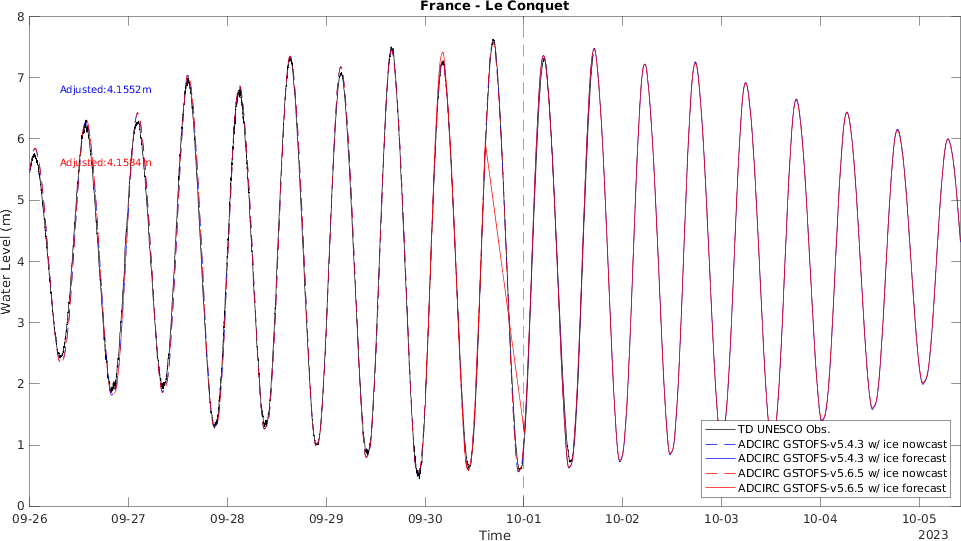 France - Le Conquet
8
7
6
5
4
3
2
1
0
Water Level (m)
Adjusted:4.1552m
Adjusted:4.1584m
TD UNESCO Obs.
ADCIRC GSTOFS-v5.4.3 w/ ice nowcast
ADCIRC GSTOFS-v5.4.3 w/ ice forecast
ADCIRC GSTOFS-v5.6.5 w/ ice nowcast
ADCIRC GSTOFS-v5.6.5 w/ ice forecast
09-26 09-27 09-28 09-29 09-30 10-01 10-02 10-03 10-04 10-05
Time
2023